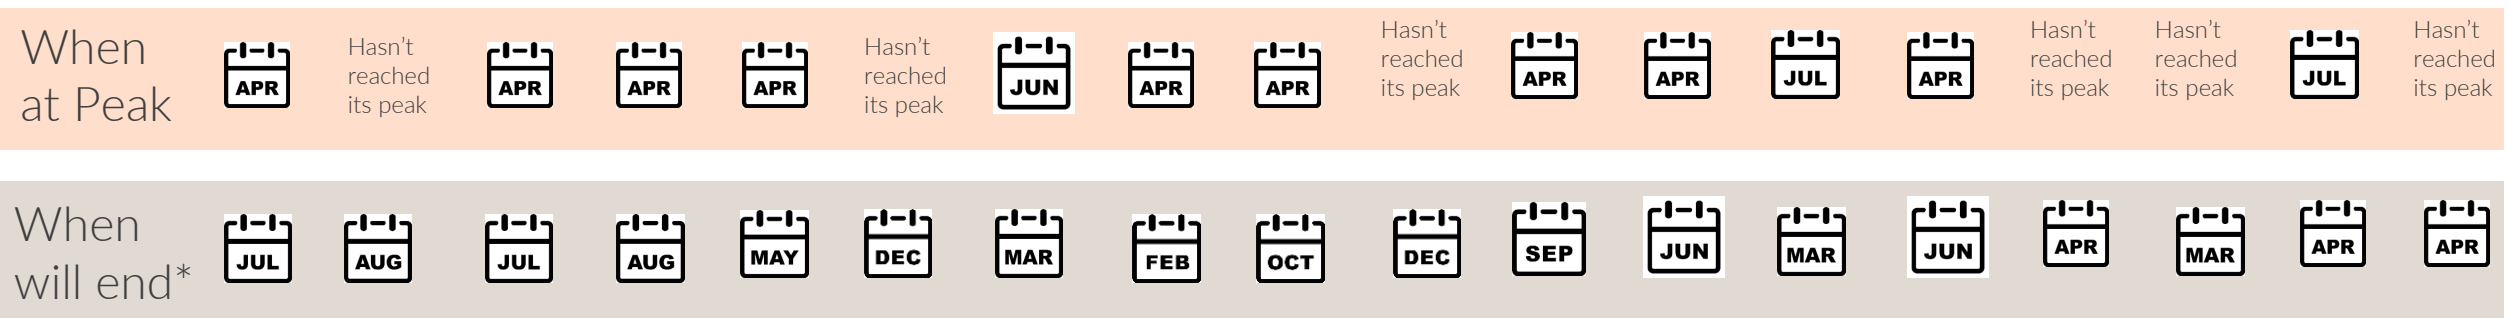 When
at Peak
APR
Hasn't
reached
its peak
APR
APR
APR
Hasn't
reached
its peak
JUN
APR
APR
Hasn't
reached
its peak
APR
APR
JUL
APR
Hasn't
reached
its peak
Hasn't
reached
its peak
JUL
Hasn't
reached
its peak
When
will end*
JUL
AUG
JUL
AUG
MAY
DEC
MAR
FEB
OCT
DEC
SEP
JUN
MAR
JUN
APR
MAR
APR
APR